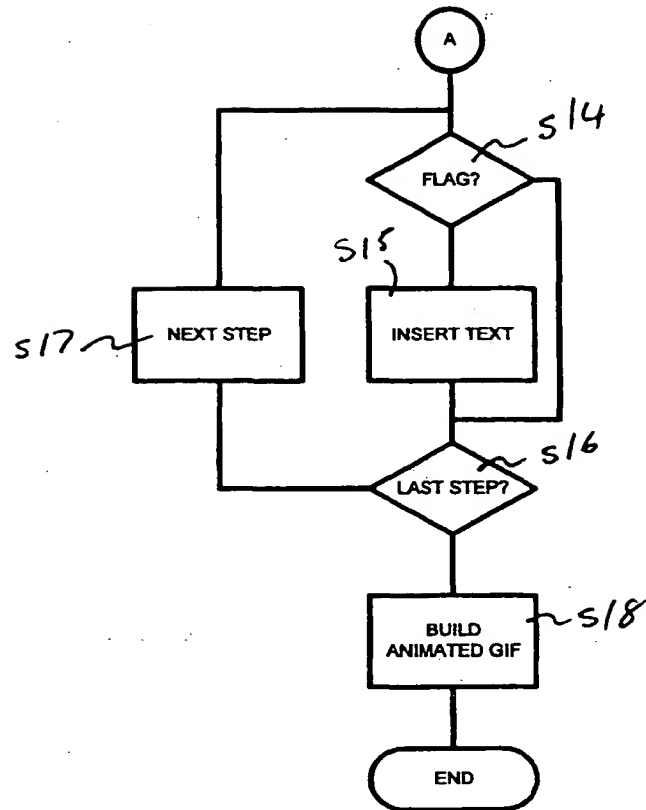 A
S14
FLAG?
S15
S17
NEXT STEP
INSERT TEXT
S16
LAST STEP?
BUILD
ANIMATED GIF
S18
END